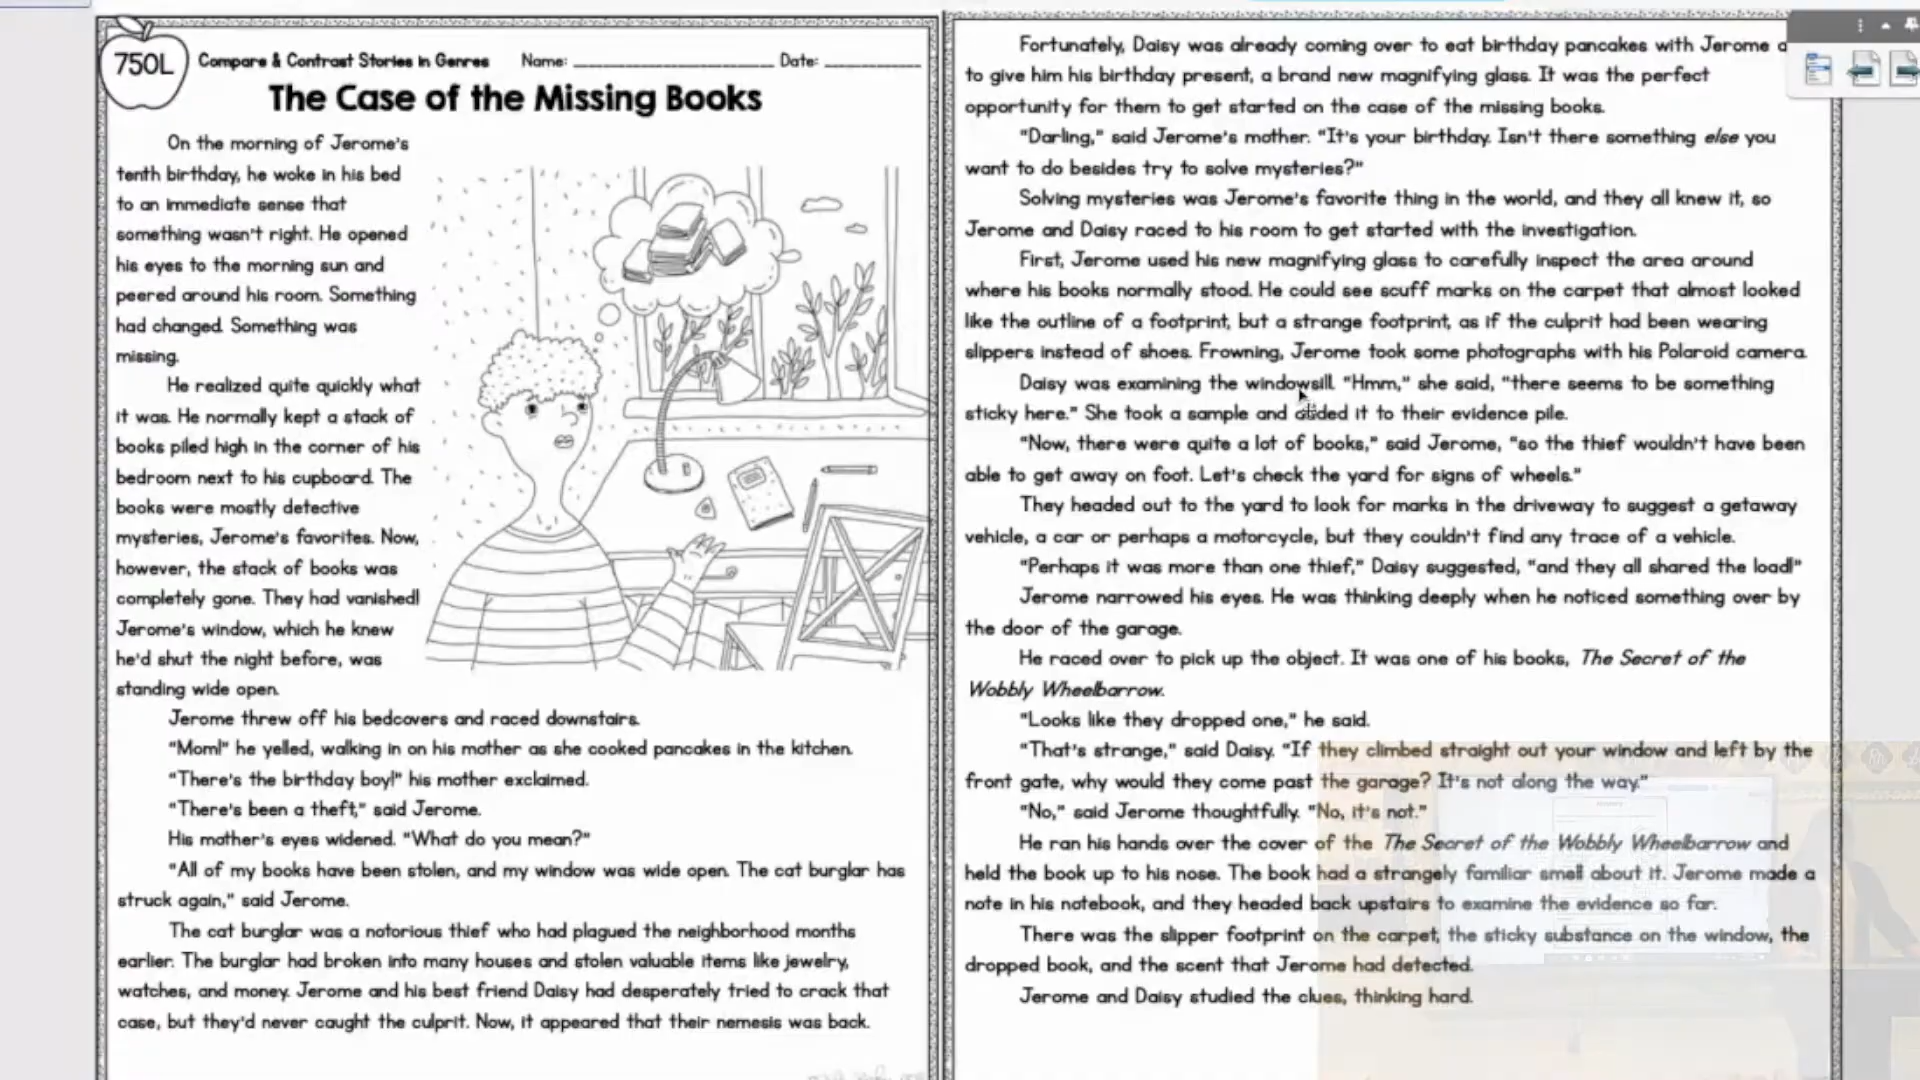 750L
Compare & Contrast Stories in Genres Name: ______________________ Date: __________
The Case of the Missing Books
On the morning of Jerome's
tenth birthday, he woke in his bed
to an immediate sense that
something wasn't right. He opened
his eyes to the morning sun and
peered around his room. Something
had changed. Something was
missing.
He realized quite quickly what
it was. He normally kept a stack of
books piled high in the corner of his
bedroom next to his cupboard. The
books were mostly detective
mysteries, Jerome's favorites. Now,
however, the stack of books was
completely gone. They had vanished!
Jerome's window, which he knew
he'd shut the night before, was
standing wide open.
Jerome threw off his bedcovers and raced downstairs.
"Mom!" he yelled, walking in on his mother as she cooked pancakes in the kitchen.
"There's the birthday boy!" his mother exclaimed.
"There's been a theft," said Jerome.
His mother's eyes widened. "What do you mean?"
"All of my books have been stolen, and my window was wide open. The cat burglar has
struck again," said Jerome.
The cat burglar was a notorious thief who had plagued the neighborhood months
earlier. The burglar had broken into many houses and stolen valuable items like jewelry,
watches, and money. Jerome and his best friend Daisy had desperately tried to crack that
case, but they'd never caught the culprit. Now, it appeared that their nemesis was back.
Fortunately, Daisy was already coming over to eat birthday pancakes with Jerome a
to give him his birthday present, a brand new magnifying glass. It was the perfect
opportunity for them to get started on the case of the missing books.
"Darling," said Jerome's mother. "It's your birthday. Isn't there something else you
want to do besides try to solve mysteries?"
Solving mysteries was Jerome's favorite thing in the world, and they all knew it, so
Jerome and Daisy raced to his room to get started with the investigation.
First, Jerome used his new magnifying glass to carefully inspect the area around
where his books normally stood. He could see scuff marks on the carpet that almost looked
like the outline of a footprint, but a strange footprint, as if the culprit had been wearing
slippers instead of shoes. Frowning, Jerome took some photographs with his Polaroid camera.
Daisy was examining the windowsill. "Hmm," she said, "there seems to be something
sticky here." She took a sample and added it to their evidence pile.
"Now, there were quite a lot of books," said Jerome, "so the thief wouldn't have been
able to get away on foot. Let's check the yard for signs of wheels."
They headed out to the yard to look for marks in the driveway to suggest a getaway
vehicle, a car or perhaps a motorcycle, but they couldn't find any trace of a vehicle.
"Perhaps it was more than one thief," Daisy suggested, "and they all shared the load!"
Jerome narrowed his eyes. He was thinking deeply when he noticed something over by
the door of the garage.
He raced over to pick up the object. It was one of his books, The Secret of the
Wobbly Wheelbarrow.
"Looks like they dropped one," he said.
"That's strange," said Daisy. "If they climbed straight out your window and left by the
front gate, why would they come past the garage? It's not along the way."
"No," said Jerome thoughtfully. "No, it's not."
He ran his hands over the cover of the The Secret of the Wobbly Wheelbarrow and
held the book up to his nose. The book had a strangely familiar smell about it. Jerome made a
note in his notebook, and they headed back upstairs to examine the evidence so far.
There was the slipper footprint on the carpet, the sticky substance on the window, the
dropped book, and the scent that Jerome had detected.
Jerome and Daisy studied the clues, thinking hard.